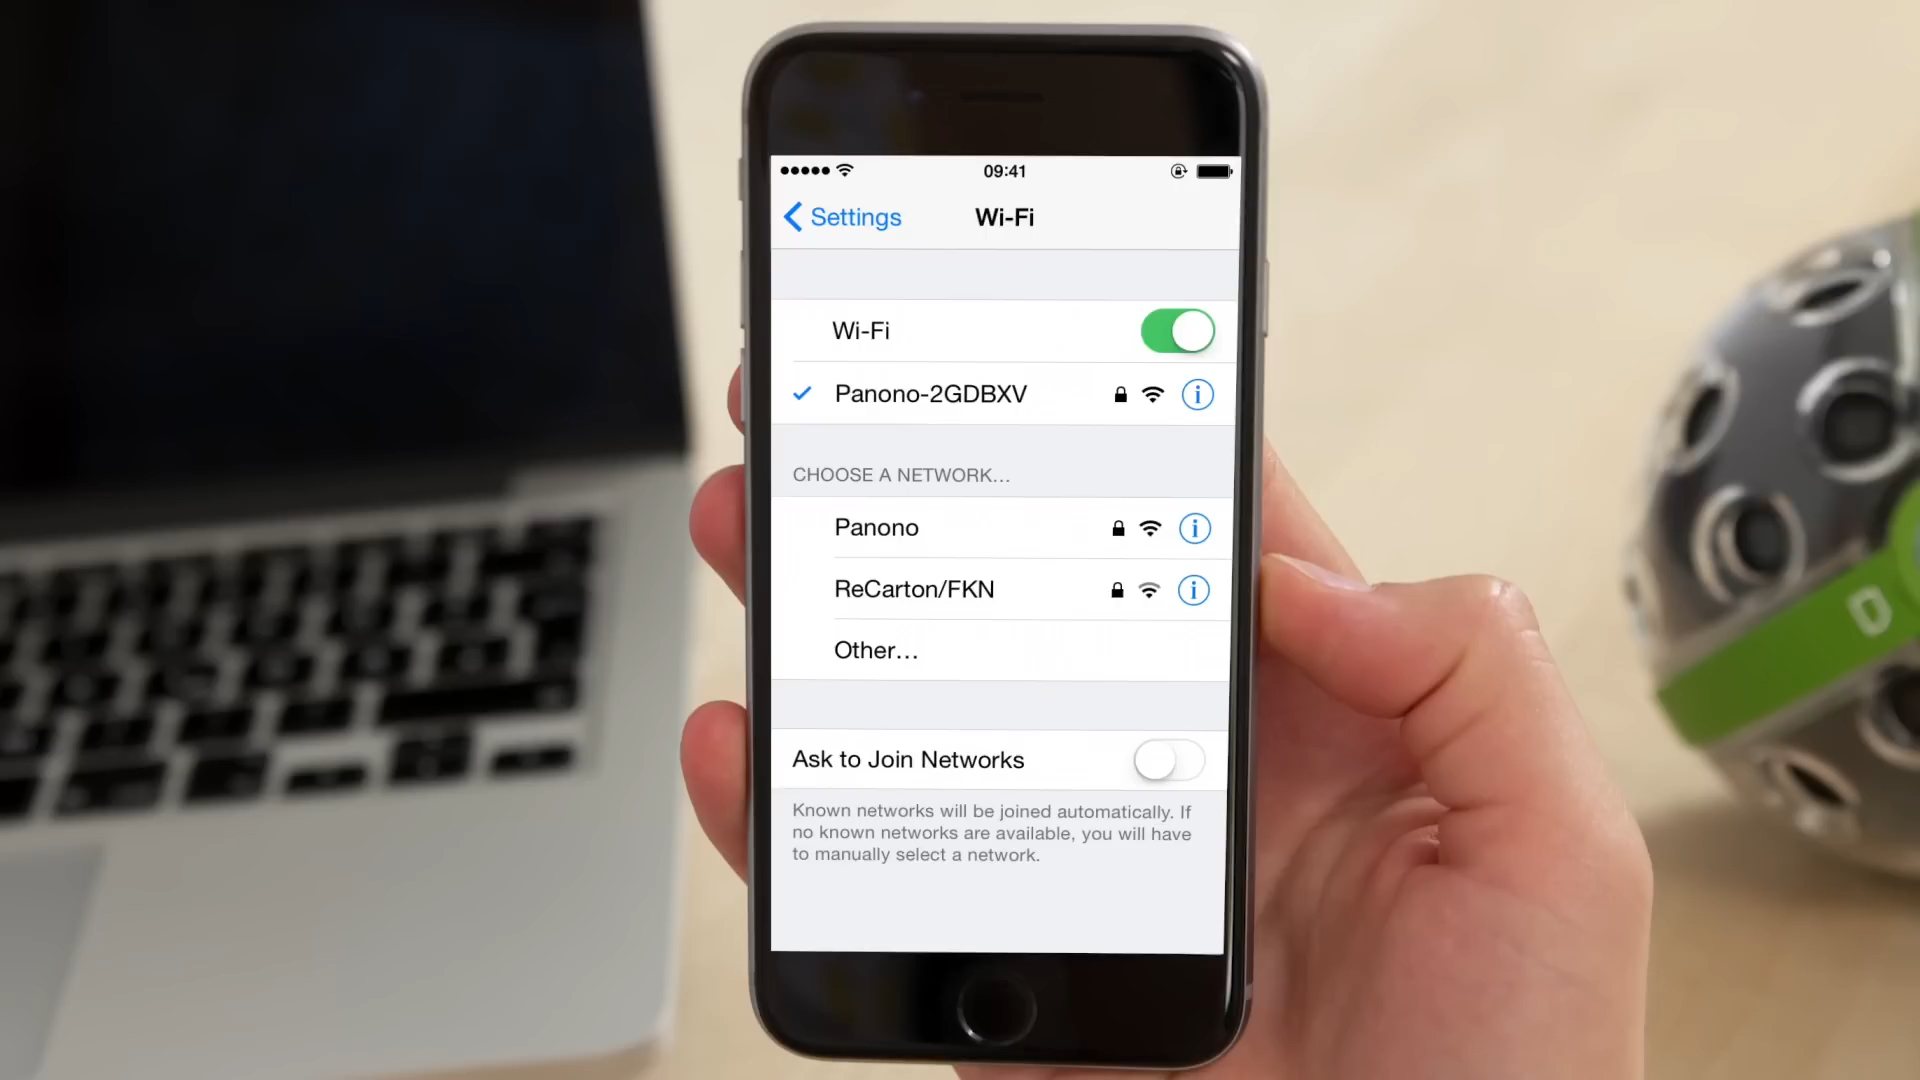 09:41
Settings
Wi-Fi
Wi-Fi
Panono-2GDBXV
CHOOSE A NETWORK...
Panono
ReCarton/FKN
Other...
Ask to Join Networks
Known networks will be joined automatically. If
no known networks are available, you will have
to manually select a network.